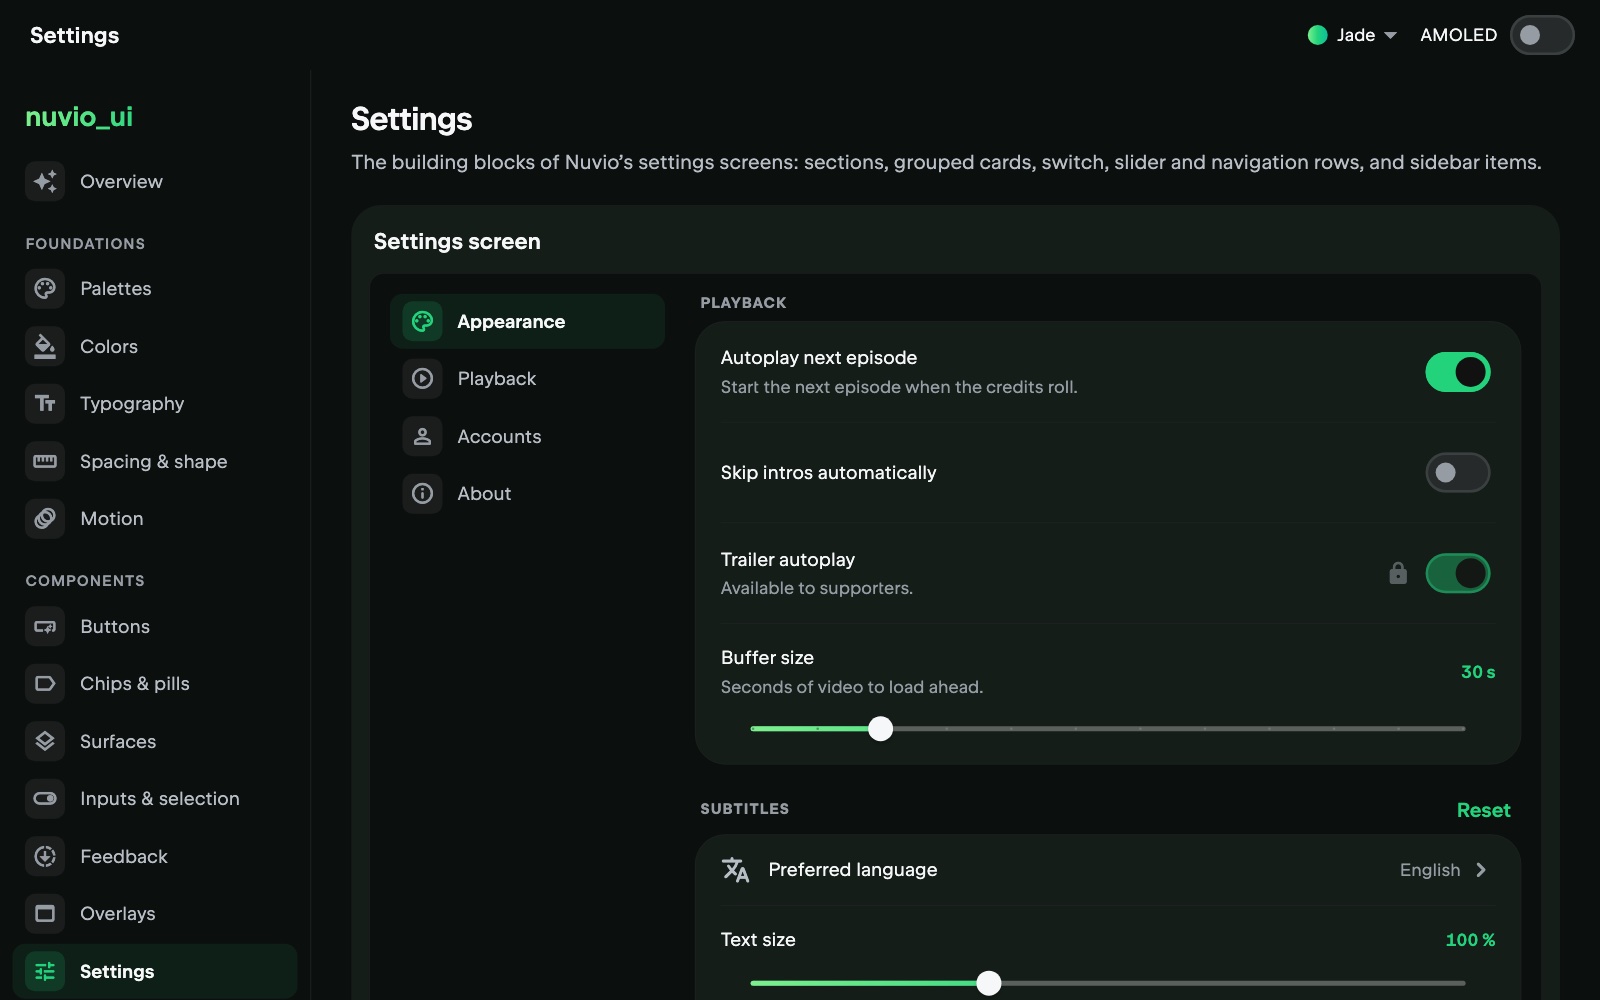 Settings
Jade
AMOLED
nuvio_ui
Overview
FOUNDATIONS
Palettes
Colors
Typography
Spacing & shape
Motion
COMPONENTS
Buttons
Chips & pills
Surfaces
Inputs & selection
Feedback
Overlays
Settings
Settings
The building blocks of Nuvio’s settings screens: sections, grouped cards, switch, slider and navigation rows, and sidebar items.
Settings screen
Appearance
Playback
Accounts
About
PLAYBACK
Autoplay next episode
Start the next episode when the credits roll.
Skip intros automatically
Trailer autoplay
Available to supporters.
Buffer size
30 s
Seconds of video to load ahead.
SUBTITLES
Reset
Preferred language
English
Text size
100 %